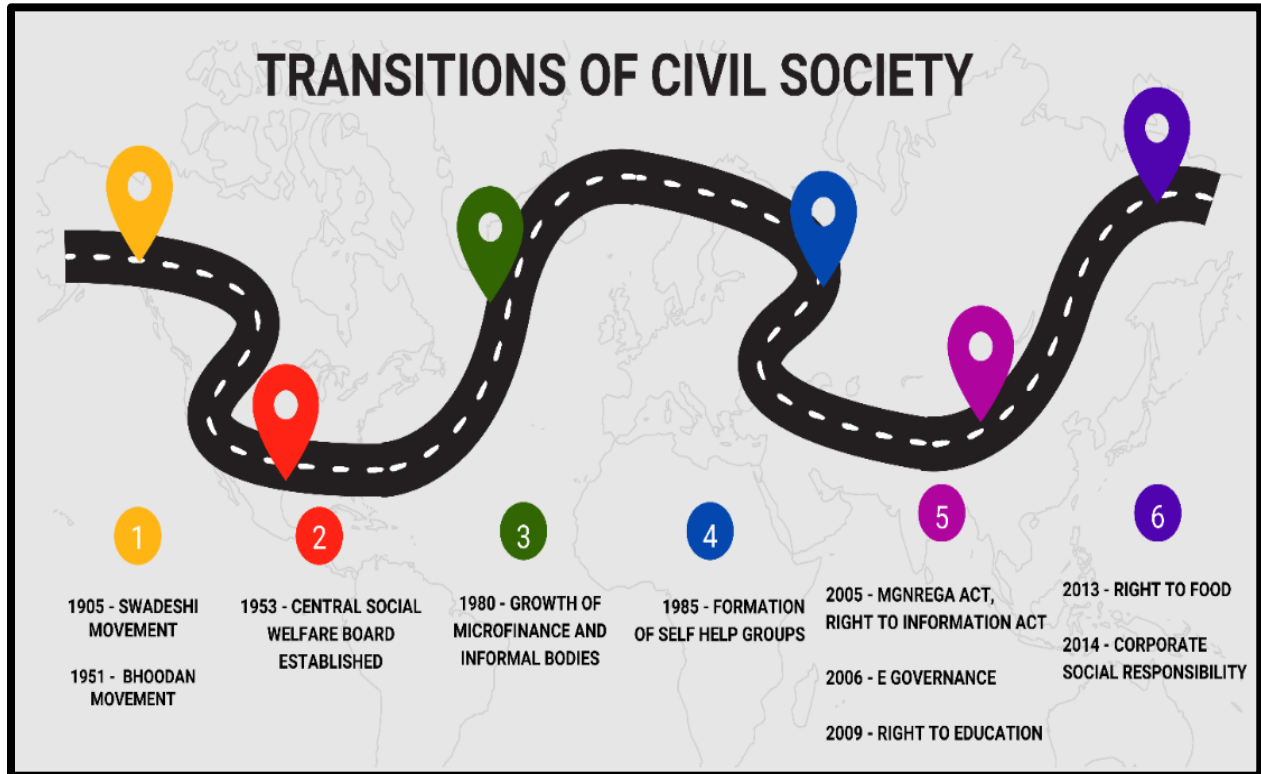 TRANSITIONS OF CIVIL SOCIETY
1
1905 - SWADESHI
MOVEMENT
1951 - BHOODAN
MOVEMENT
2
1953 - CENTRAL SOCIAL
WELFARE BOARD
ESTABLISHED
3
1980 - GROWTH OF
MICROFINANCE AND
INFORMAL BODIES
4
1985 - FORMATION
OF SELF HELP GROUPS
5
2005 - MGNREGA ACT,
RIGHT TO INFORMATION ACT
2006 - E GOVERNANCE
2009 - RIGHT TO EDUCATION
6
2013 - RIGHT TO FOOD
2014 - CORPORATE
SOCIAL RESPONSIBILITY